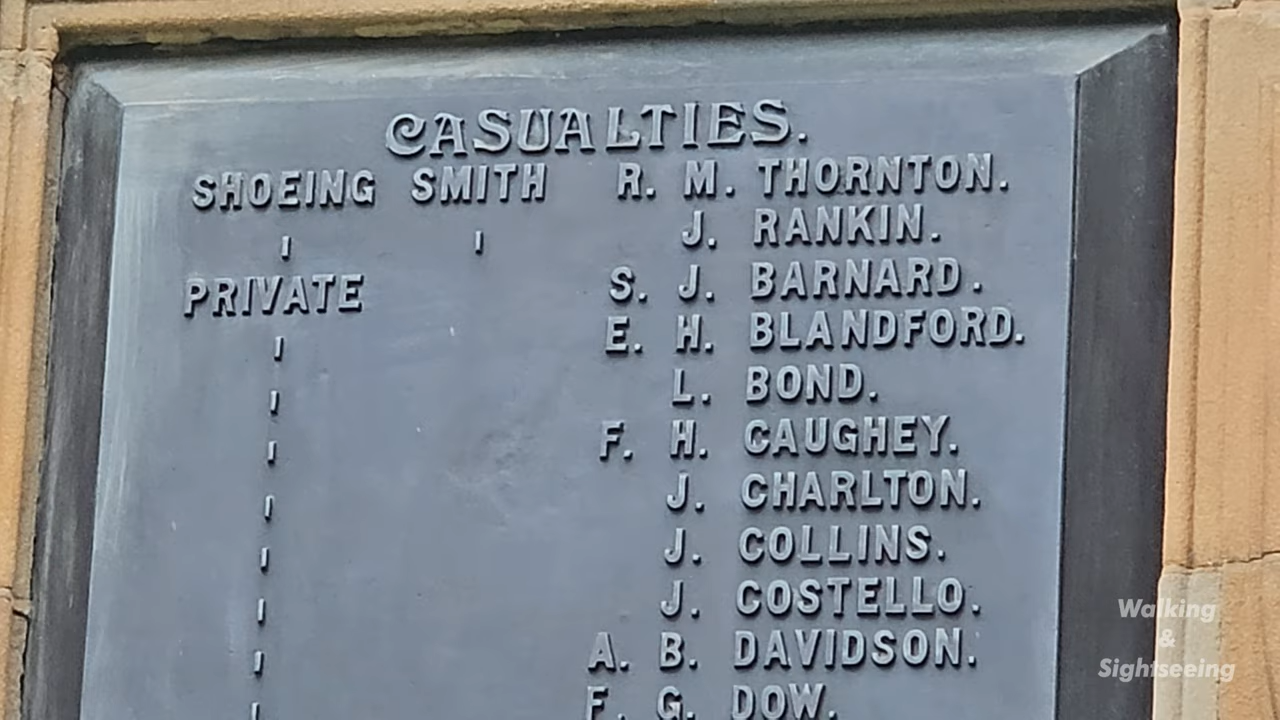 CASUALTIES.
SHOEING SMITH R. M. THORNTON.
ı ı J. RANKIN.
PRIVATE S. J. BARNARD.
ı E. H. BLANDFORD.
ı L. BOND.
ı F. H. CAUGHEY.
ı J. CHARLTON.
ı J. COLLINS.
ı J. COSTELLO.
ı A. B. DAVIDSON.
ı F. G. DOW.
Walking
&
Sightseeing